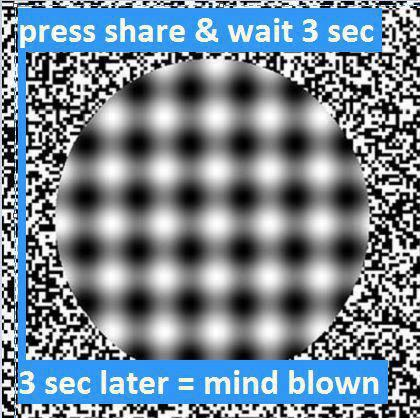 press share & wait 3 sec
3 sec later = mind blown